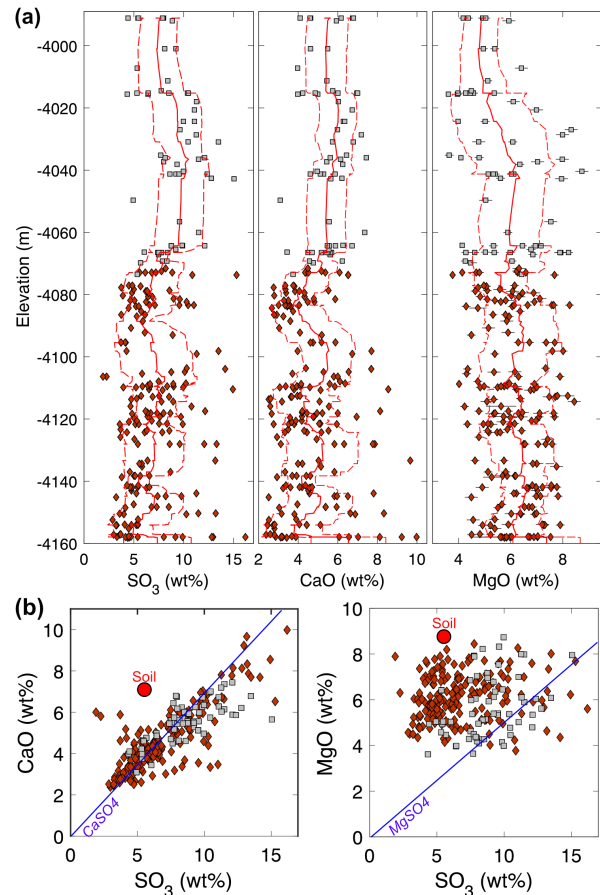 (a)
Elevation (m)
-4000
-4020
-4040
-4060
-4080
-4100
-4120
-4140
-4160
0 5 10 15
2 4 6 8 10
4 6 8 10
SO3 (wt%)
CaO (wt%)
MgO (wt%)
(b)
CaO (wt%)
10
8
6
4
2
0
Soil
CaSO4
0 5 10 15
SO3 (wt%)
MgO (wt%)
10
8
6
4
2
0
Soil
MgSO4
0 5 10 15
SO3 (wt%)